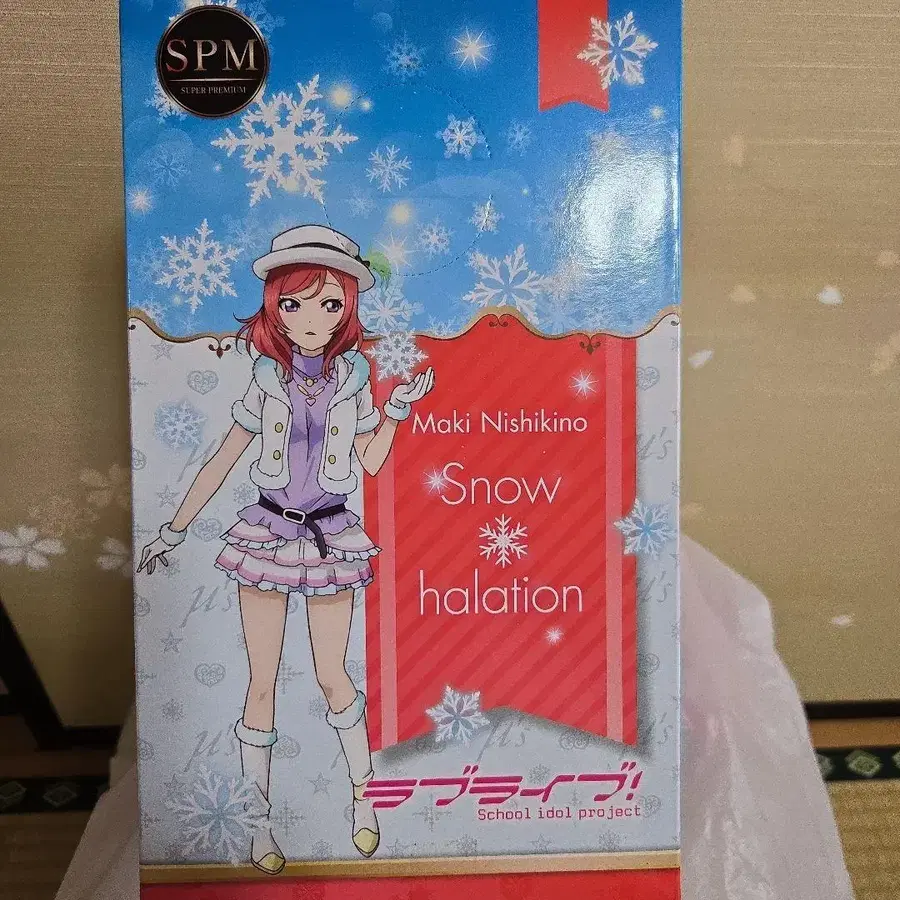 SPM
SUPER PREMIUM
Maki Nishikino
Snow
halation
μ's
μ's
μ's
ラブライブ!
School idol project